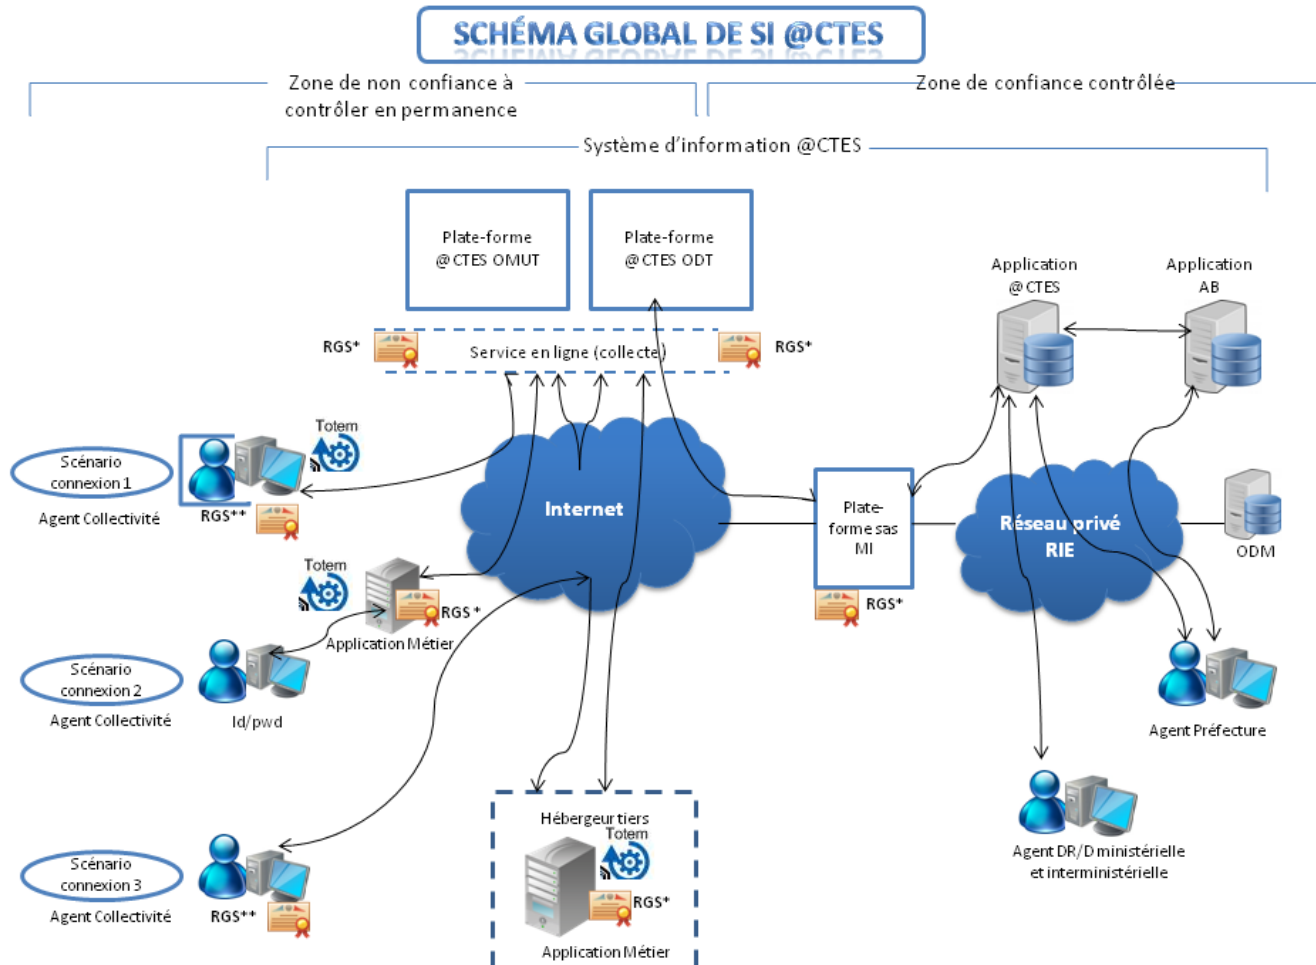 SCHÉMA GLOBAL DE SI @CTES
Zone de non confiance à
contrôler en permanence
Zone de confiance contrôlée
Système d'information @CTES
Plate-forme
@CTES OMUT
Plate-forme
@CTES ODT
Application
@CTES
Application
AB
RGS*
Service en ligne (collecte)
RGS*
Totem
Scénario
connexion 1
Agent Collectivité
RGS**
Internet
Plate-
forme sas
MI
RGS*
Réseau privé
RIE
ODM
Totem
RGS*
Application Métier
Scénario
connexion 2
Agent Collectivité
Id/pwd
Agent Préfecture
Agent DR/D ministérielle
et interministérielle
Scénario
connexion 3
Agent Collectivité
RGS**
Hébergeur tiers
Totem
RGS*
Application Métier